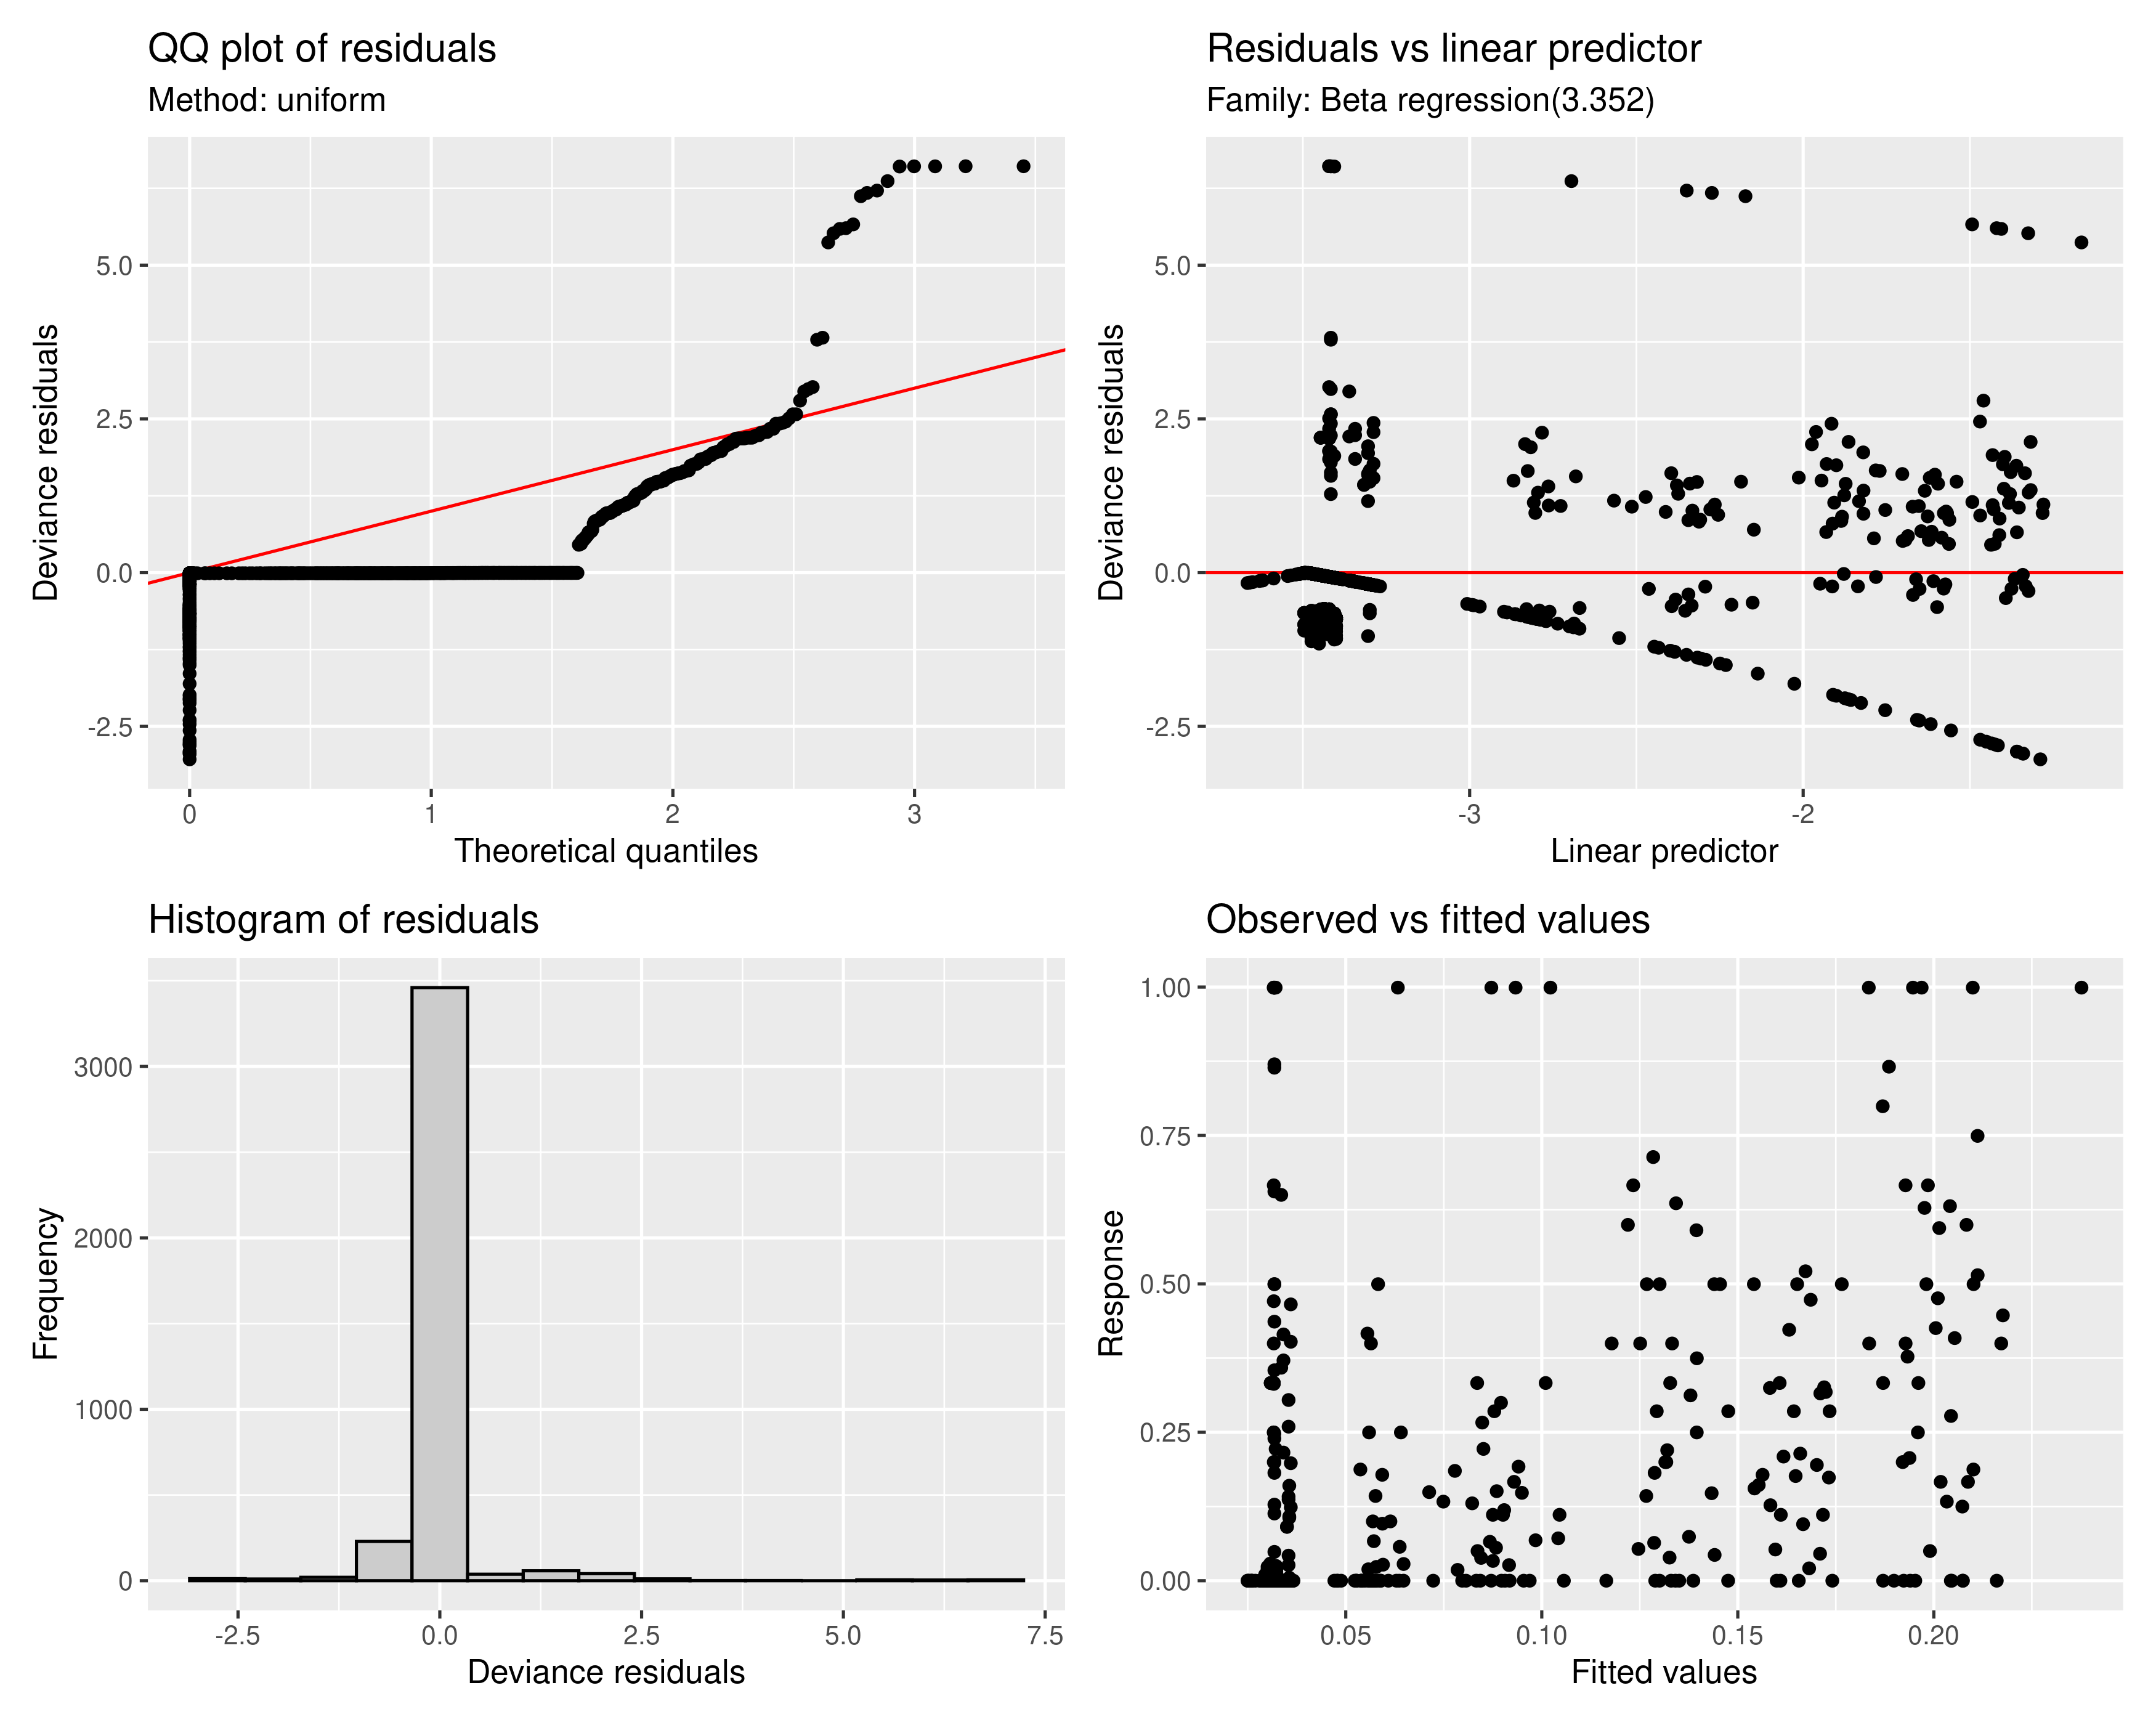 QQ plot of residuals
Method: uniform
5.0
2.5
0.0
-2.5
0
1
2
3
Deviance residuals
Theoretical quantiles
Residuals vs linear predictor
Family: Beta regression(3.352)
5.0
2.5
0.0
-2.5
-3
-2
Deviance residuals
Linear predictor
Histogram of residuals
3000
2000
1000
0
-2.5
0.0
2.5
5.0
7.5
Frequency
Deviance residuals
Observed vs fitted values
1.00
0.75
0.50
0.25
0.00
0.05
0.10
0.15
0.20
Response
Fitted values